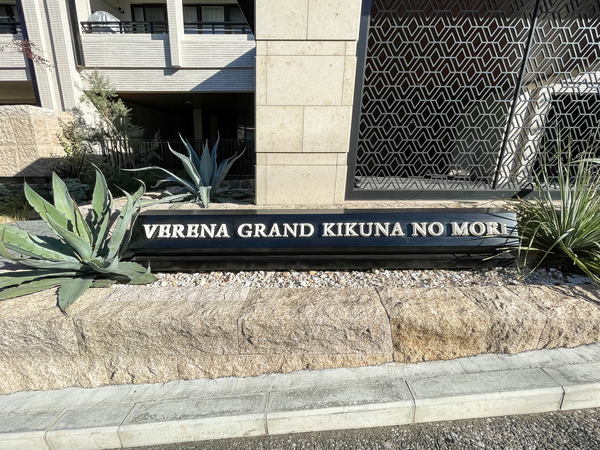 VERENA GRAND KIKUNA NO MORI